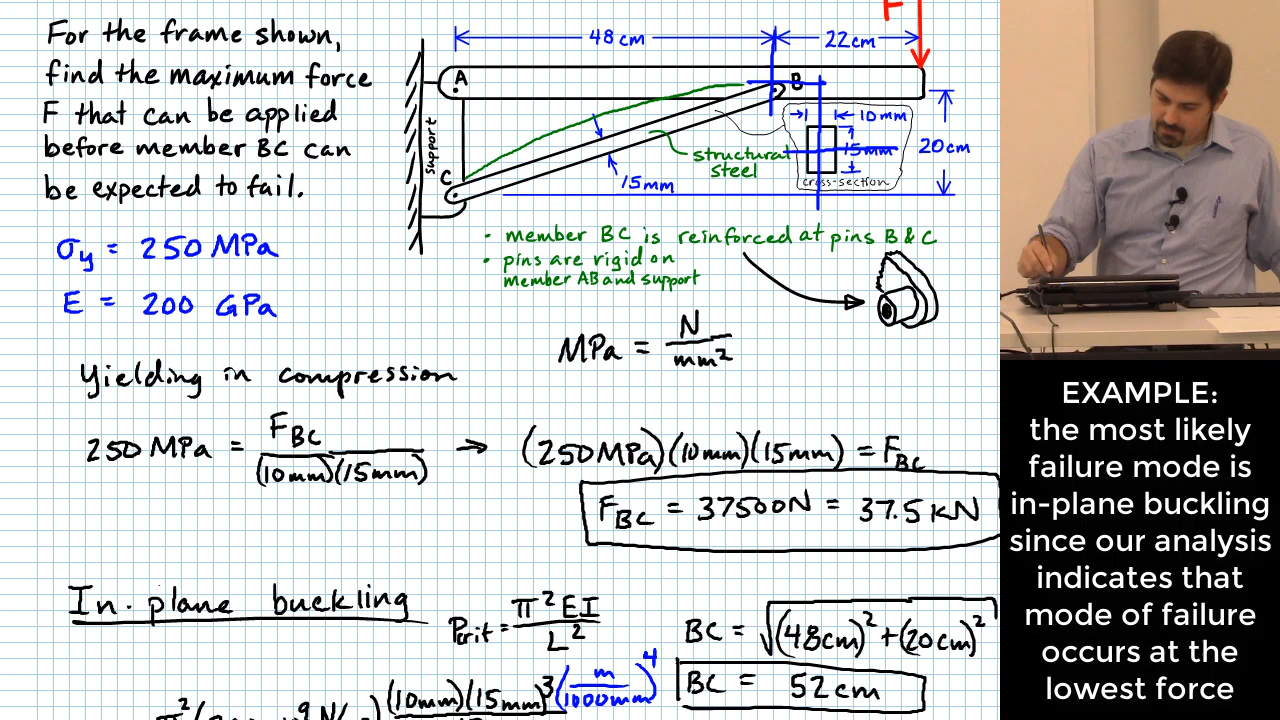 For the frame shown,
find the maximum force
F that can be applied
before member BC can
be expected to fail.
σy = 250 MPa
E = 200 GPa
F
48 cm
22cm
A
B
C
support
10mm
15mm
cross-section
20cm
structural
steel
15mm
• member BC is reinforced at pins B & C
• pins are rigid on
member AB and support
MPa = N/mm²
Yielding in compression
250 MPa = FBC/(10mm)(15mm) → (250MPa)(10mm)(15mm) = FBC
FBC = 37500N = 37.5 KN
In-plane buckling
Pcrit = π²EI/L²
BC = √(48cm)²+(20cm)²
BC = 52cm
(10mm)(15mm)³ (m/1000mm)⁴
EXAMPLE:
the most likely
failure mode is
in-plane buckling
since our analysis
indicates that
mode of failure
occurs at the
lowest force